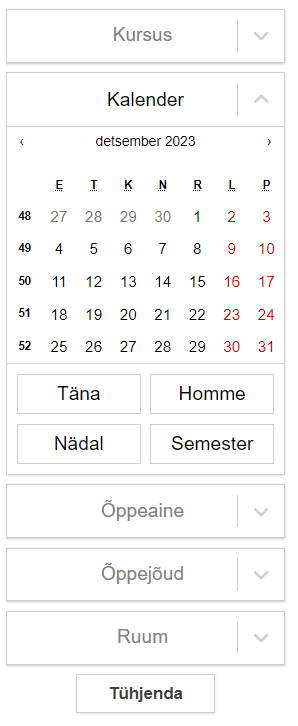 Kursus
Kalender
‹ detsember 2023 ›
E T K N R L P
48 27 28 29 30 1 2 3
49 4 5 6 7 8 9 10
50 11 12 13 14 15 16 17
51 18 19 20 21 22 23 24
52 25 26 27 28 29 30 31
Täna Homme
Nädal Semester
Õppeaine
Õppejõud
Ruum
Tühjenda